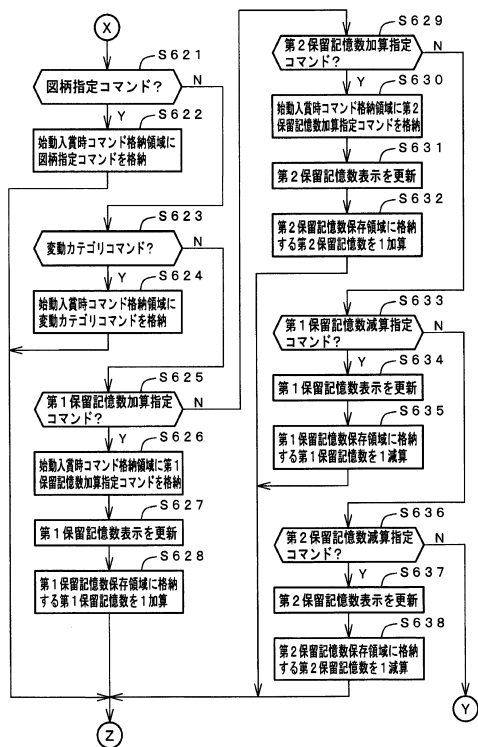 X
S621
図柄指定コマンド？
N
Y
S622
始動入賞時コマンド格納領域に
図柄指定コマンドを格納
S623
変動カテゴリコマンド？
N
Y
S624
始動入賞時コマンド格納領域に
変動カテゴリコマンドを格納
S625
第1保留記憶数加算指定
コマンド？
N
Y
S626
始動入賞時コマンド格納領域に第1
保留記憶数加算指定コマンドを格納
S627
第1保留記憶数表示を更新
S628
第1保留記憶数保存領域に格納
する第1保留記憶数を1加算
Z
S629
第2保留記憶数加算指定
コマンド？
N
Y
S630
始動入賞時コマンド格納領域に第2
保留記憶数加算指定コマンドを格納
S631
第2保留記憶数表示を更新
S632
第2保留記憶数保存領域に格納
する第2保留記憶数を1加算
S633
第1保留記憶数減算指定
コマンド？
N
Y
S634
第1保留記憶数表示を更新
S635
第1保留記憶数保存領域に格納
する第1保留記憶数を1減算
S636
第2保留記憶数減算指定
コマンド？
N
Y
S637
第2保留記憶数表示を更新
S638
第2保留記憶数保存領域に格納
する第2保留記憶数を1減算
Y